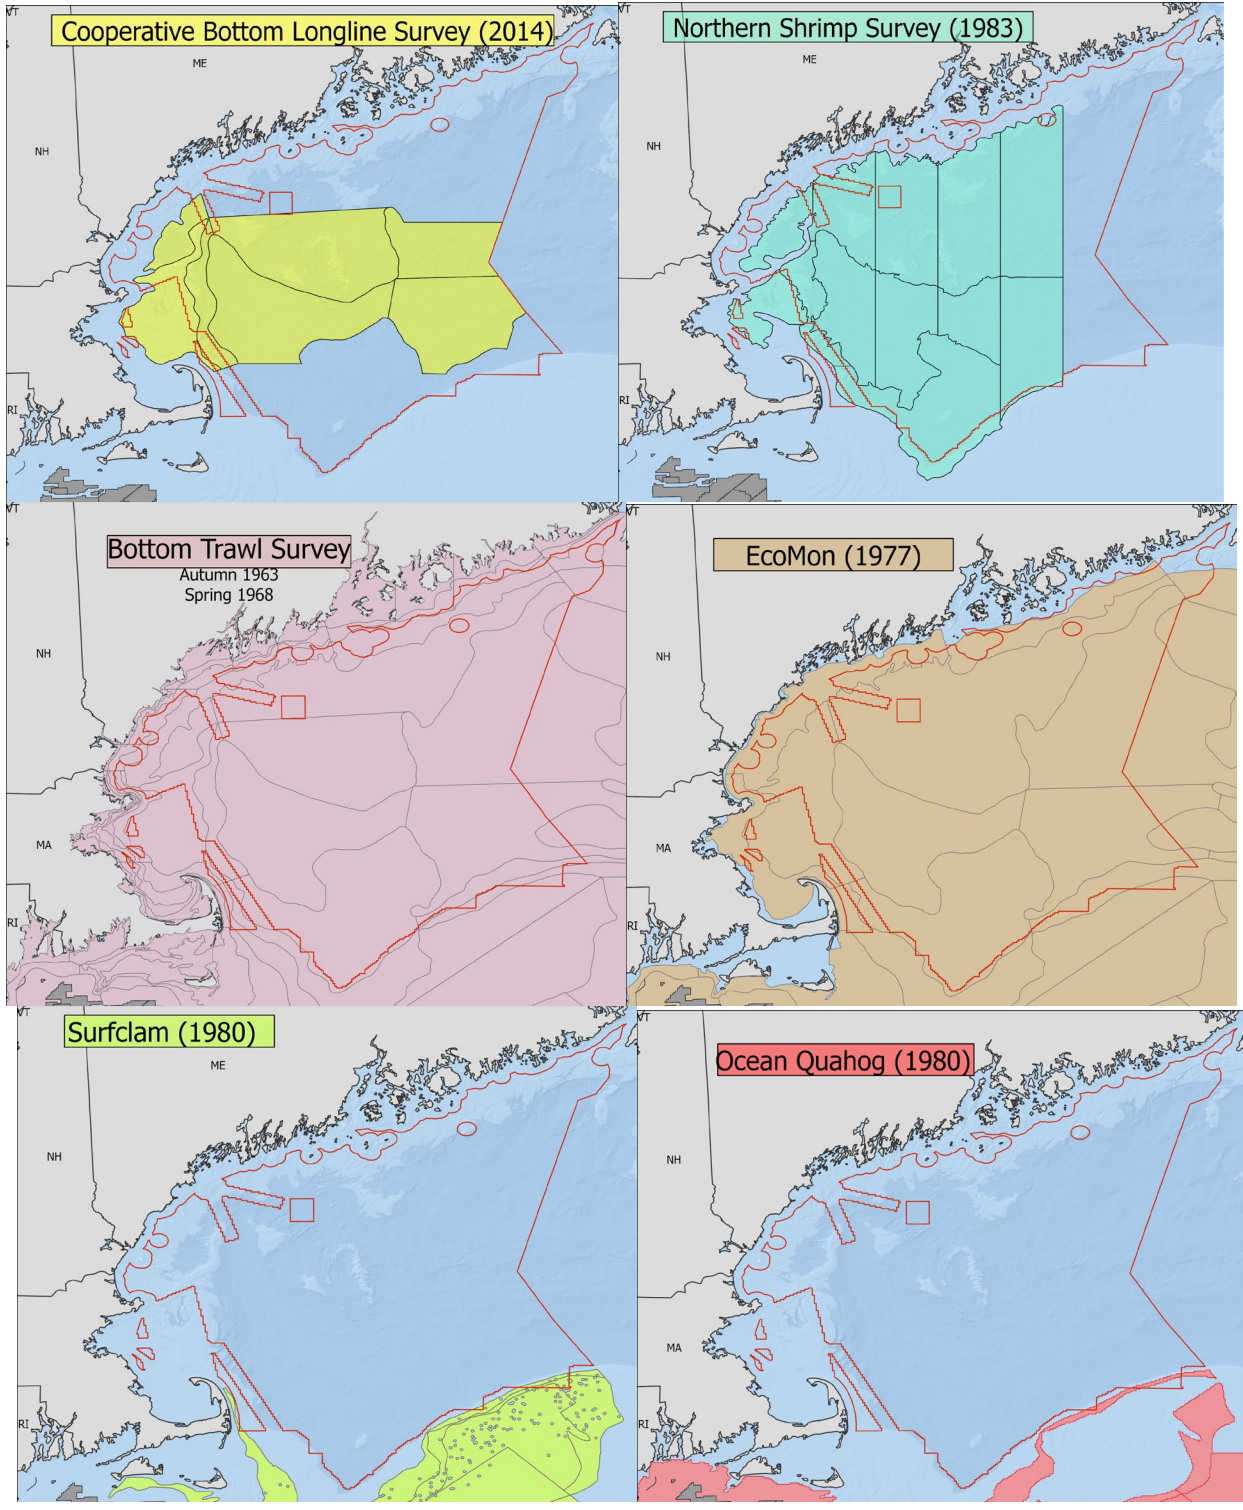 VT
Cooperative Bottom Longline Survey (2014)
ME
NH
RI
VT
Northern Shrimp Survey (1983)
ME
NH
RI
VT
Bottom Trawl Survey
Autumn 1963
Spring 1968
NH
MA
RI
VT
EcoMon (1977)
NH
MA
RI
VT
Surfclam (1980)
ME
NH
RI
VT
Ocean Quahog (1980)
NH
MA
RI